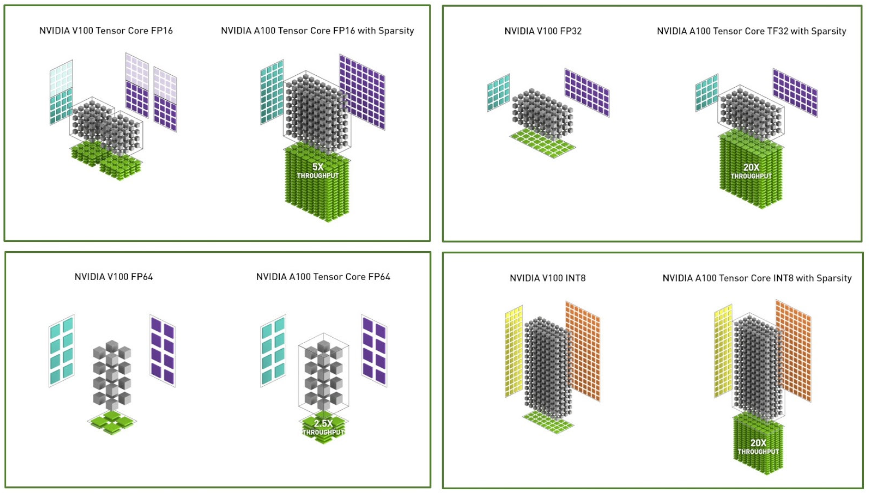 NVIDIA V100 Tensor Core FP16
NVIDIA A100 Tensor Core FP16 with Sparsity
5X
THROUGHPUT
NVIDIA V100 FP32
NVIDIA A100 Tensor Core TF32 with Sparsity
20X
THROUGHPUT
NVIDIA V100 FP64
NVIDIA A100 Tensor Core FP64
2.5X
THROUGHPUT
NVIDIA V100 INT8
NVIDIA A100 Tensor Core INT8 with Sparsity
20X
THROUGHPUT